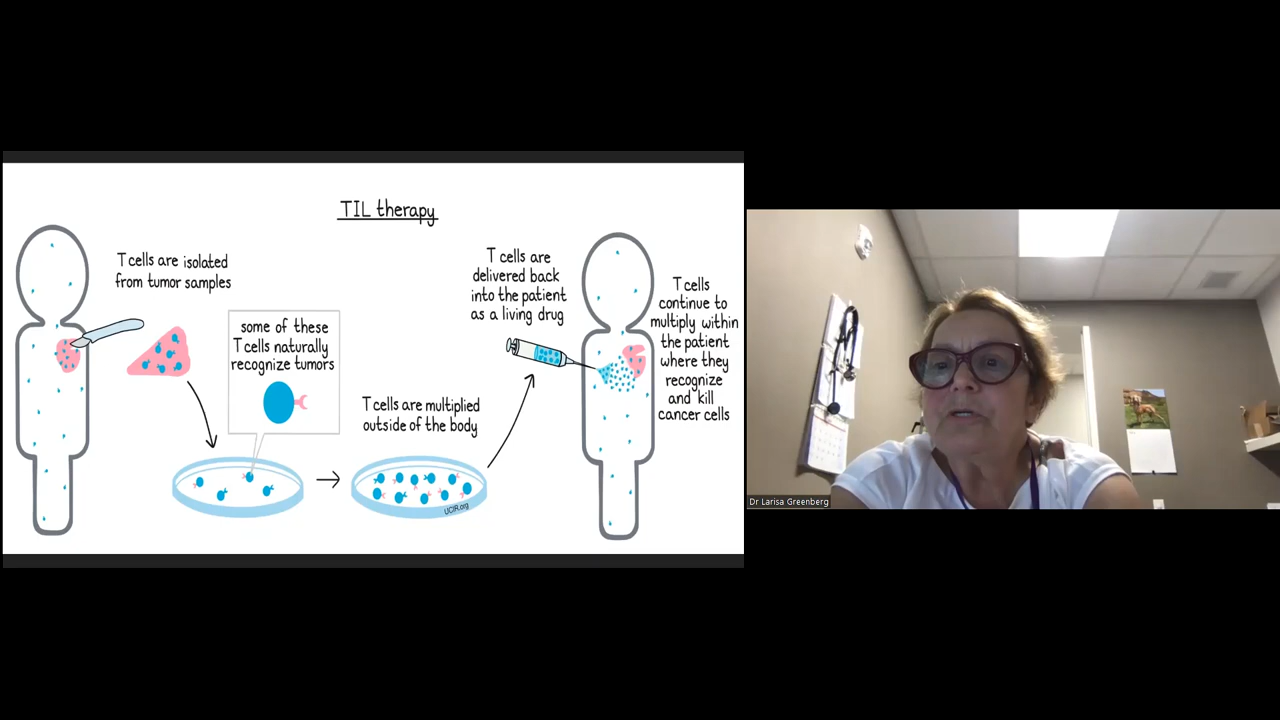 TIL therapy
T cells are isolated
from tumor samples
some of these
T cells naturally
recognize tumors
T cells are multiplied
outside of the body
UCIR.org
T cells are
delivered back
into the patient
as a living drug
T cells
continue to
multiply within
the patient
where they
recognize
and kill
cancer cells
Dr Larisa Greenberg